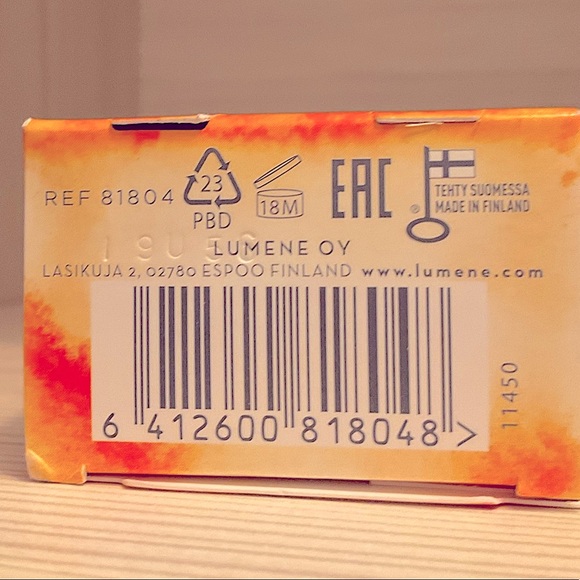 REF 81804
23
PBD
18M
EAC
®
TEHTY SUOMESSA
MADE IN FINLAND
LUMENE OY
LASIKUJA 2, 02780 ESPOO FINLAND www.lumene.com
6 412600 818048 >
11450